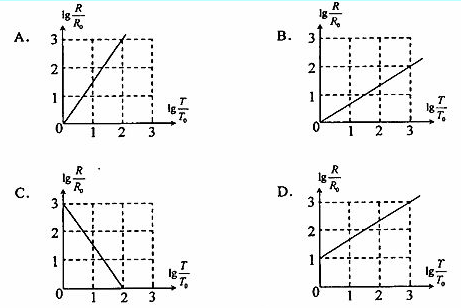 A.
lg R/R₀
3
2
1
0
1 2 3
lg T/T₀
B.
lg R/R₀
3
2
1
0
1 2 3
lg T/T₀
C.
lg R/R₀
3
2
1
0
1 2 3
lg T/T₀
D.
lg R/R₀
3
2
1
0
1 2 3
lg T/T₀